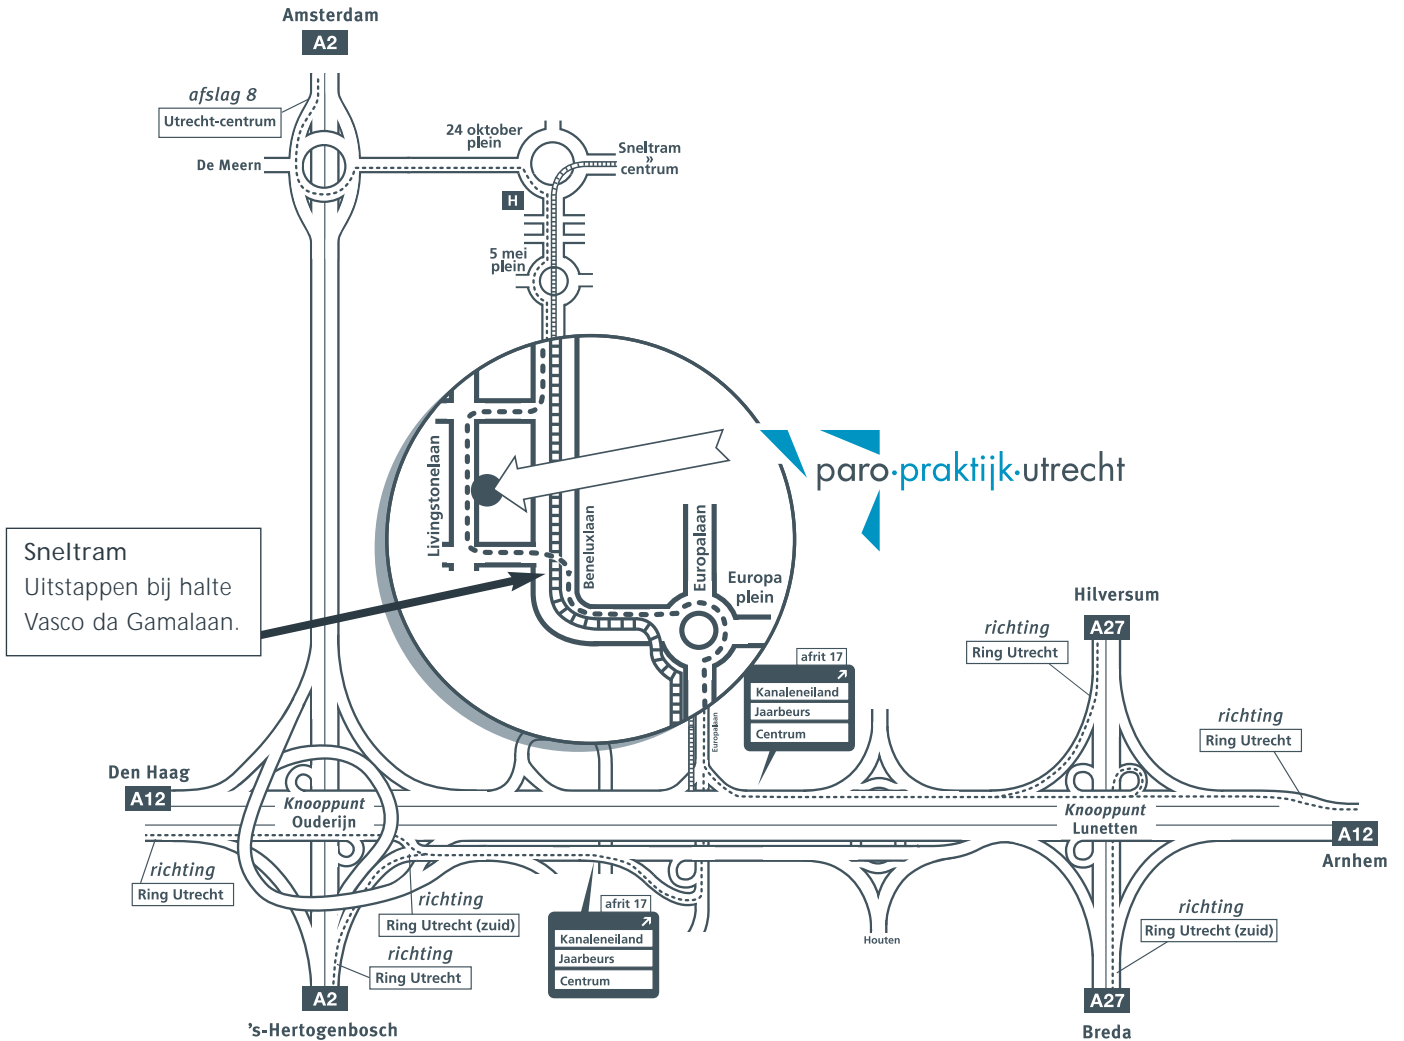 Amsterdam
A2
afslag 8
Utrecht-centrum
De Meern
24 oktober
plein
Sneltram
»
centrum
H
5 mei
plein
Livingstonelaan
Beneluxlaan
Europalaan
Europa
plein
paro·praktijk·utrecht
Sneltram
Uitstappen bij halte
Vasco da Gamalaan.
afrit 17
Kanaleneiland
Jaarbeurs
Centrum
Europalaan
Hilversum
A27
richting
Ring Utrecht
richting
Ring Utrecht
Den Haag
A12
Knooppunt
Ouderijn
Knooppunt
Lunetten
A12
Arnhem
richting
Ring Utrecht
richting
Ring Utrecht (zuid)
richting
Ring Utrecht
afrit 17
Kanaleneiland
Jaarbeurs
Centrum
Houten
richting
Ring Utrecht (zuid)
A2
's-Hertogenbosch
A27
Breda